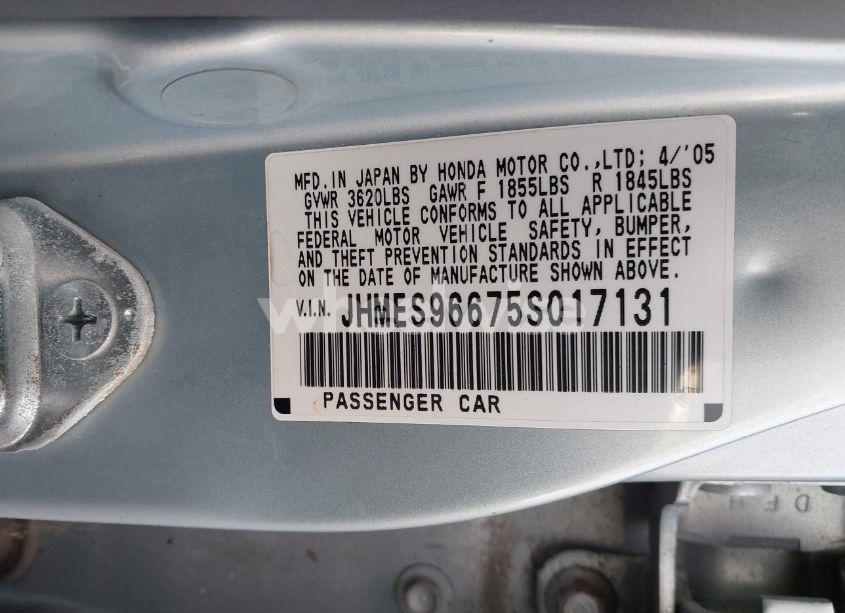 MFD.IN JAPAN BY HONDA MOTOR CO.,LTD; 4/'05
GVWR 3620LBS GAWR F 1855LBS R 1845LBS
THIS VEHICLE CONFORMS TO ALL APPLICABLE
FEDERAL MOTOR VEHICLE SAFETY, BUMPER,
AND THEFT PREVENTION STANDARDS IN EFFECT
ON THE DATE OF MANUFACTURE SHOWN ABOVE.
V.I.N. JHMES96675S017131
PASSENGER CAR
D F H